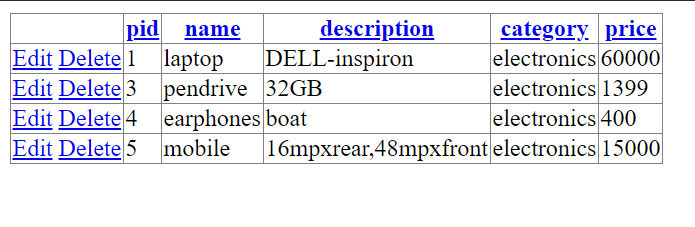 pid name description category price
Edit Delete 1 laptop DELL-inspiron electronics 60000
Edit Delete 3 pendrive 32GB electronics 1399
Edit Delete 4 earphones boat electronics 400
Edit Delete 5 mobile 16mpxrear,48mpxfront electronics 15000